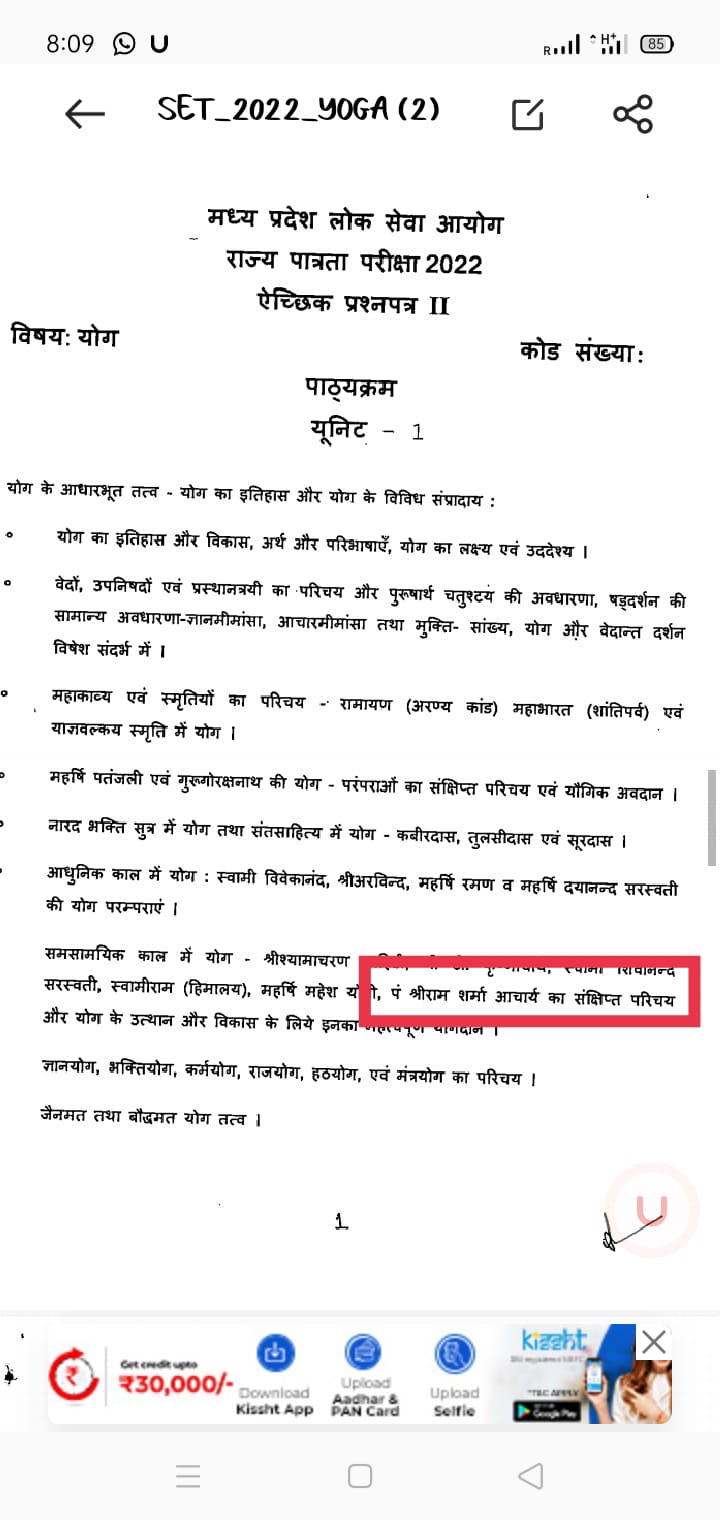 8:09
R H+ 85
SET_2022_YOGA (2)
मध्य प्रदेश लोक सेवा आयोग
राज्य पात्रता परीक्षा 2022
ऐच्छिक प्रश्नपत्र II
विषय: योग
कोड संख्या:
पाठ्यक्रम
यूनिट - 1
योग के आधारभूत तत्व - योग का इतिहास और योग के विविध संप्रादाय :
योग का इतिहास और विकास, अर्थ और परिभाषाएँ, योग का लक्ष्य एवं उददेश्य ।
वेदों, उपनिषदों एवं प्रस्थानत्रयी का परिचय और पुरूषार्थ चतुश्टय की अवधारणा, षड्दर्शन की
सामान्य अवधारणा-ज्ञानमीमांसा, आचारमीमांसा तथा मुक्ति- सांख्य, योग और वेदान्त दर्शन
विषेश संदर्भ में ।
महाकाव्य एवं स्मृतियों का परिचय - रामायण (अरण्य कांड) महाभारत (शांतिपर्व) एवं
याज्ञवल्कय स्मृति में योग ।
महर्षि पतंजली एवं गुरूगोरक्षनाथ की योग - परंपराओं का संक्षिप्त परिचय एवं यौगिक अवदान ।
नारद भक्ति सुत्र में योग तथा संतसाहित्य में योग - कबीरदास, तुलसीदास एवं सूरदास ।
आधुनिक काल में योग : स्वामी विवेकानंद, श्रीअरविन्द, महर्षि रमण व महर्षि दयानन्द सरस्वती
की योग परम्पराएं ।
समसामयिक काल में योग - श्रीश्यामाचरण
सरस्वती, स्वामीराम (हिमालय), महर्षि महेश योगी, पं श्रीराम शर्मा आचार्य का संक्षिप्त परिचय
और योग के उत्थान और विकास के लिये इनका महत्वपूर्ण योगदान ।
ज्ञानयोग, भक्तियोग, कर्मयोग, राजयोग, हठयोग, एवं मंत्रयोग का परिचय ।
जैनमत तथा बौद्धमत योग तत्व ।
1
Get credit upto
₹30,000/-
Download
Kissht App
Upload
Aadhar &
PAN Card
Upload
Selfie
kissht
*T&C APPLY
Google Play